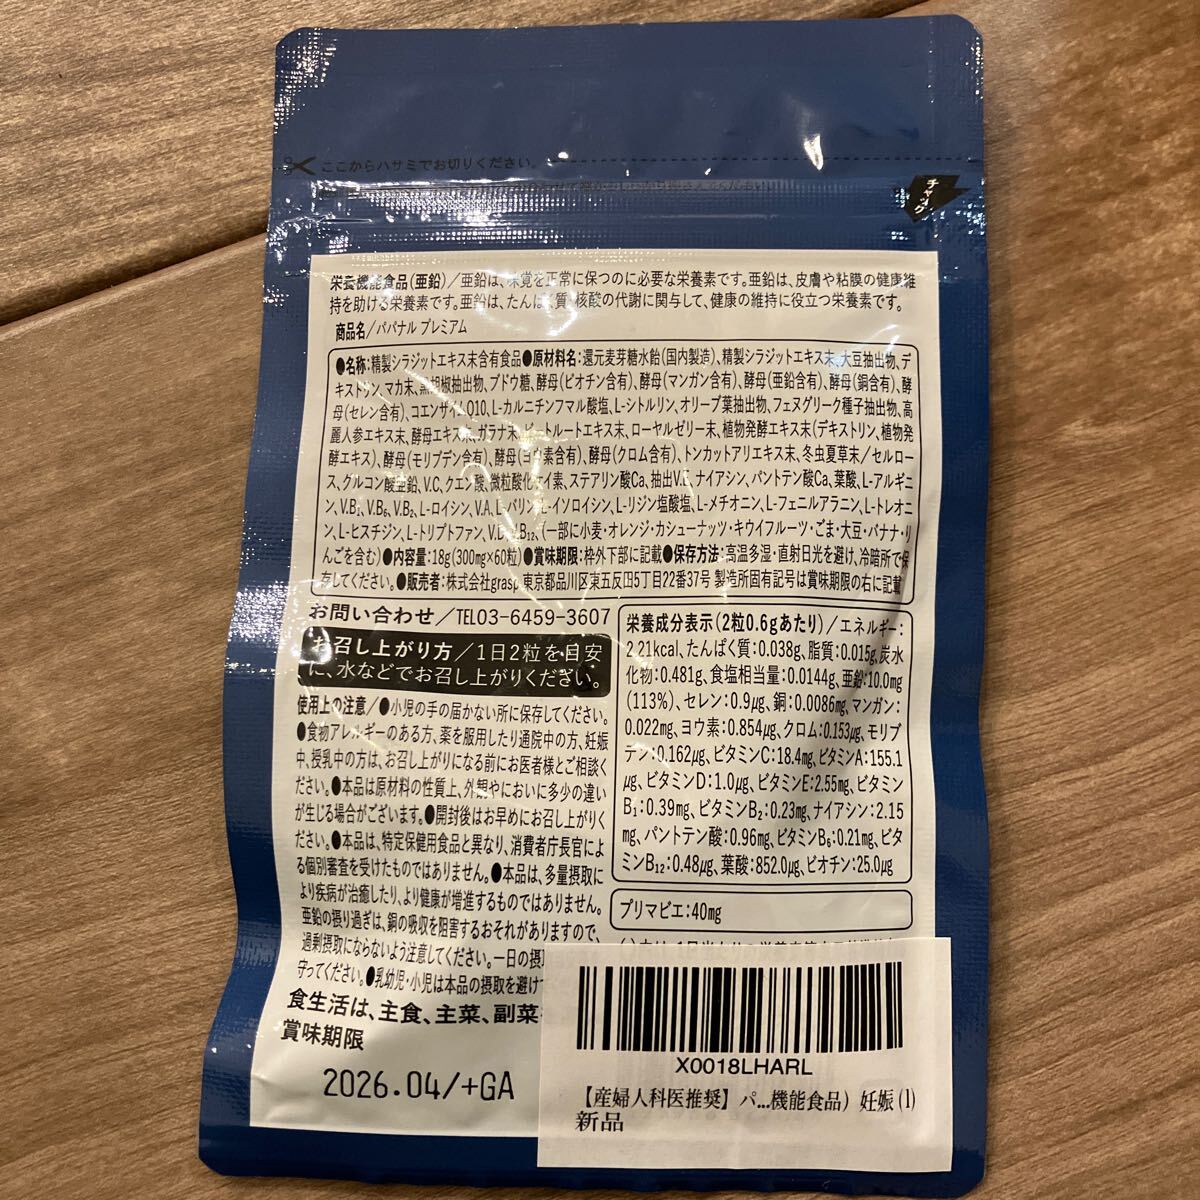 ここからハサミでお切りください。
チャック
栄養機能食品(亜鉛)／亜鉛は、味覚を正常に保つのに必要な栄養素です。亜鉛は、皮膚や粘膜の健康維
持を助ける栄養素です。亜鉛は、たんぱく質・核酸の代謝に関与して、健康の維持に役立つ栄養素です。
商品名／パパナル プレミアム
●名称:精製シラジットエキス末含有食品●原材料名:還元麦芽糖水飴(国内製造)、精製シラジットエキス末、大豆抽出物、デ
キストリン、マカ末、黒胡椒抽出物、ブドウ糖、酵母(ビオチン含有)、酵母(マンガン含有)、酵母(亜鉛含有)、酵母(銅含有)、酵
母(セレン含有)、コエンザイムQ10、L-カルニチンフマル酸塩、L-シトルリン、オリーブ葉抽出物、フェヌグリーク種子抽出物、高
麗人参エキス末、酵母エキス末、ガラナ末、ビートルートエキス末、ローヤルゼリー末、植物発酵エキス末(デキストリン、植物発
酵エキス)、酵母(モリブデン含有)、酵母(ヨウ素含有)、酵母(クロム含有)、トンカットアリエキス末、冬虫夏草末／セルロー
ス、グルコン酸亜鉛、V.C、クエン酸、微粒酸化ケイ素、ステアリン酸Ca、抽出V.E、ナイアシン、パントテン酸Ca、葉酸、L-アルギニ
ン、V.B₁、V.B₆、V.B₂、L-ロイシン、V.A、L-バリン、L-イソロイシン、L-リジン塩酸塩、L-メチオニン、L-フェニルアラニン、L-トレオニ
ン、L-ヒスチジン、L-トリプトファン、V.D、V.B₁₂、(一部に小麦・オレンジ・カシューナッツ・キウイフルーツ・ごま・大豆・バナナ・り
んごを含む)●内容量:18g(300mg×60粒)●賞味期限:枠外下部に記載●保存方法:高温多湿・直射日光を避け、冷暗所で保
存してください。●販売者:株式会社grasp 東京都品川区東五反田5丁目22番37号 製造所固有記号は賞味期限の右に記載
お問い合わせ／TEL03-6459-3607
お召し上がり方／1日2粒を目安
に、水などでお召し上がりください。
使用上の注意／●小児の手の届かない所に保存してください。
●食物アレルギーのある方、薬を服用したり通院中の方、妊娠
中、授乳中の方は、お召し上がりになる前にお医者様とご相談く
ださい。●本品は原材料の性質上、外観やにおいに多少の違い
が生じる場合がございます。●開封後はお早めにお召し上がりく
ださい。●本品は、特定保健用食品と異なり、消費者庁長官によ
る個別審査を受けたものではありません。●本品は、多量摂取に
より疾病が治癒したり、より健康が増進するものではありません。
亜鉛の摂り過ぎは、銅の吸収を阻害するおそれがありますので、
過剰摂取にならないよう注意してください。一日の摂
守ってください。●乳幼児・小児は本品の摂取を避け
食生活は、主食、主菜、副菜
賞味期限
2026.04/+GA
栄養成分表示(2粒0.6gあたり)／エネルギー:
2.21kcal、たんぱく質:0.038g、脂質:0.015g、炭水
化物:0.481g、食塩相当量:0.0144g、亜鉛:10.0mg
(113%)、セレン:0.9μg、銅:0.0086mg、マンガン:
0.022mg、ヨウ素:0.854μg、クロム:0.153μg、モリブ
デン:0.162μg、ビタミンC:18.4mg、ビタミンA:155.1
μg、ビタミンD:1.0μg、ビタミンE:2.55mg、ビタミン
B₁:0.39mg、ビタミンB₂:0.23mg、ナイアシン:2.15
mg、パントテン酸:0.96mg、ビタミンB₆:0.21mg、ビタ
ミンB₁₂:0.48μg、葉酸:852.0μg、ビオチン:25.0μg
プリマビエ:40mg
X0018LHARL
【産婦人科医推奨】パ...機能食品）妊娠(1)
新品